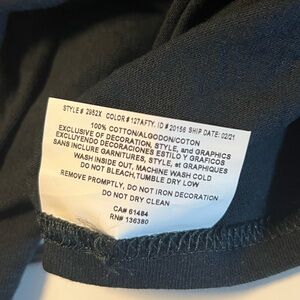 STYLE# 2952X COLOR# 127AFTY, ID# 20156 SHIP DATE: 02/21
100% COTTON/ALGODON/COTON
EXCLUSIVE OF DECORATION, STYLE, and GRAPHICS
EXCLUYENDO DECORACIONES ESTILO Y GRAFICOS
SANS INCLURE GARNITURES, STYLE, et GRAPHIQUES
WASH INSIDE OUT, MACHINE WASH COLD
DO NOT BLEACH,TUMBLE DRY LOW
REMOVE PROMPTLY, DO NOT IRON DECORATION
DO NOT DRY CLEAN
CA# 61484
RN# 136380